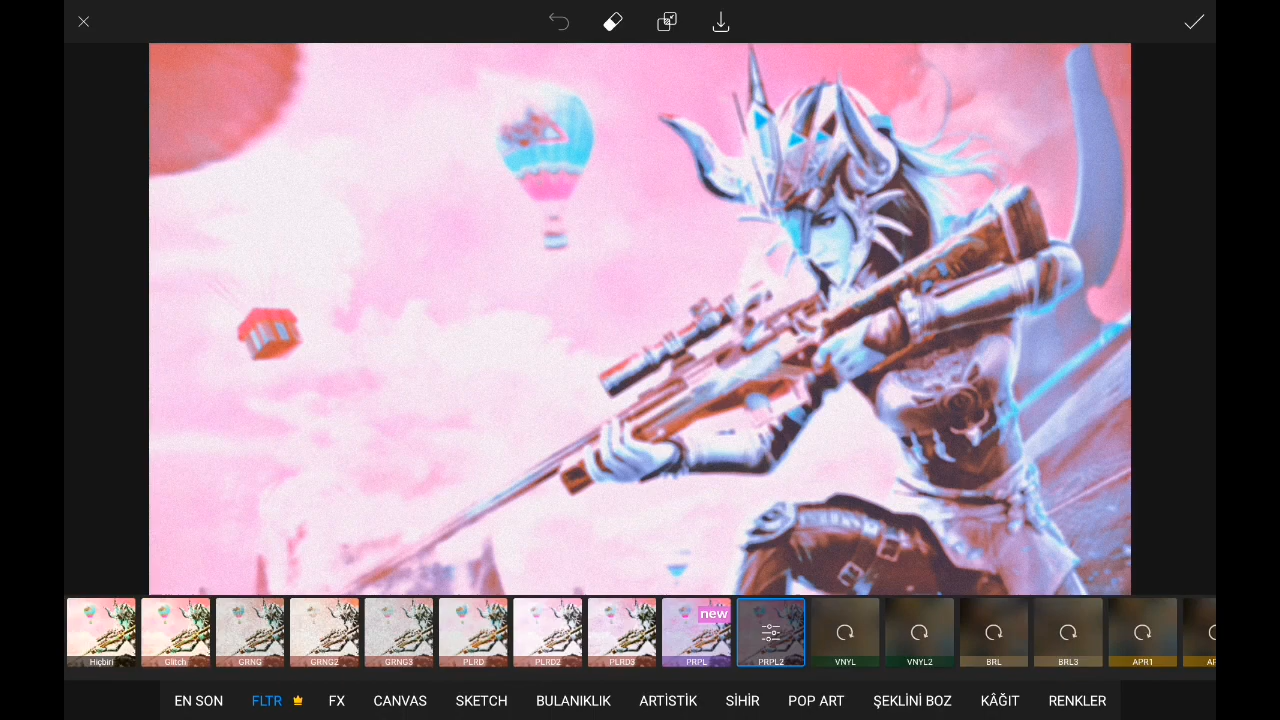 new
Hiçbiri Glitch GRNG GRNG2 GRNG3 PLRD PLRD2 PLRD3 PRPL PRPL2 VNYL VNYL2 BRL BRL3 APR1
EN SON FLTR FX CANVAS SKETCH BULANIKLIK ARTİSTİK SİHİR POP ART ŞEKLİNİ BOZ KÂĞIT RENKLER